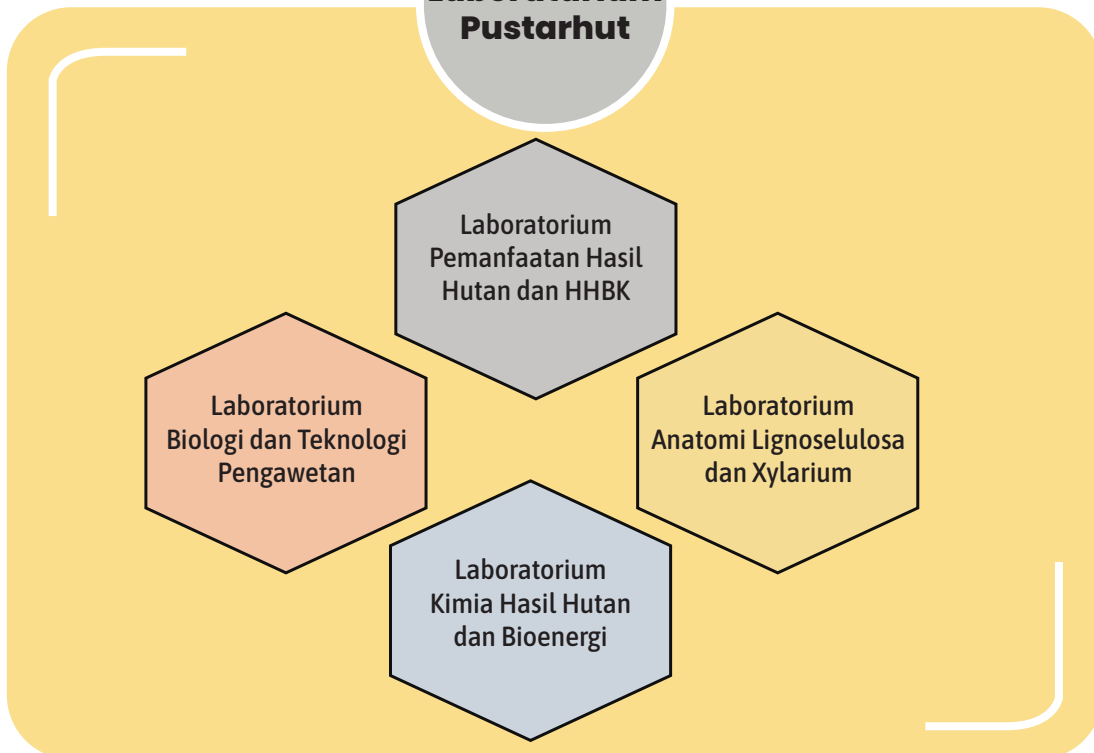 Pustarhut
Laboratorium
Pemanfaatan Hasil
Hutan dan HHBK
Laboratorium
Biologi dan Teknologi
Pengawetan
Laboratorium
Anatomi Lignoselulosa
dan Xylarium
Laboratorium
Kimia Hasil Hutan
dan Bioenergi